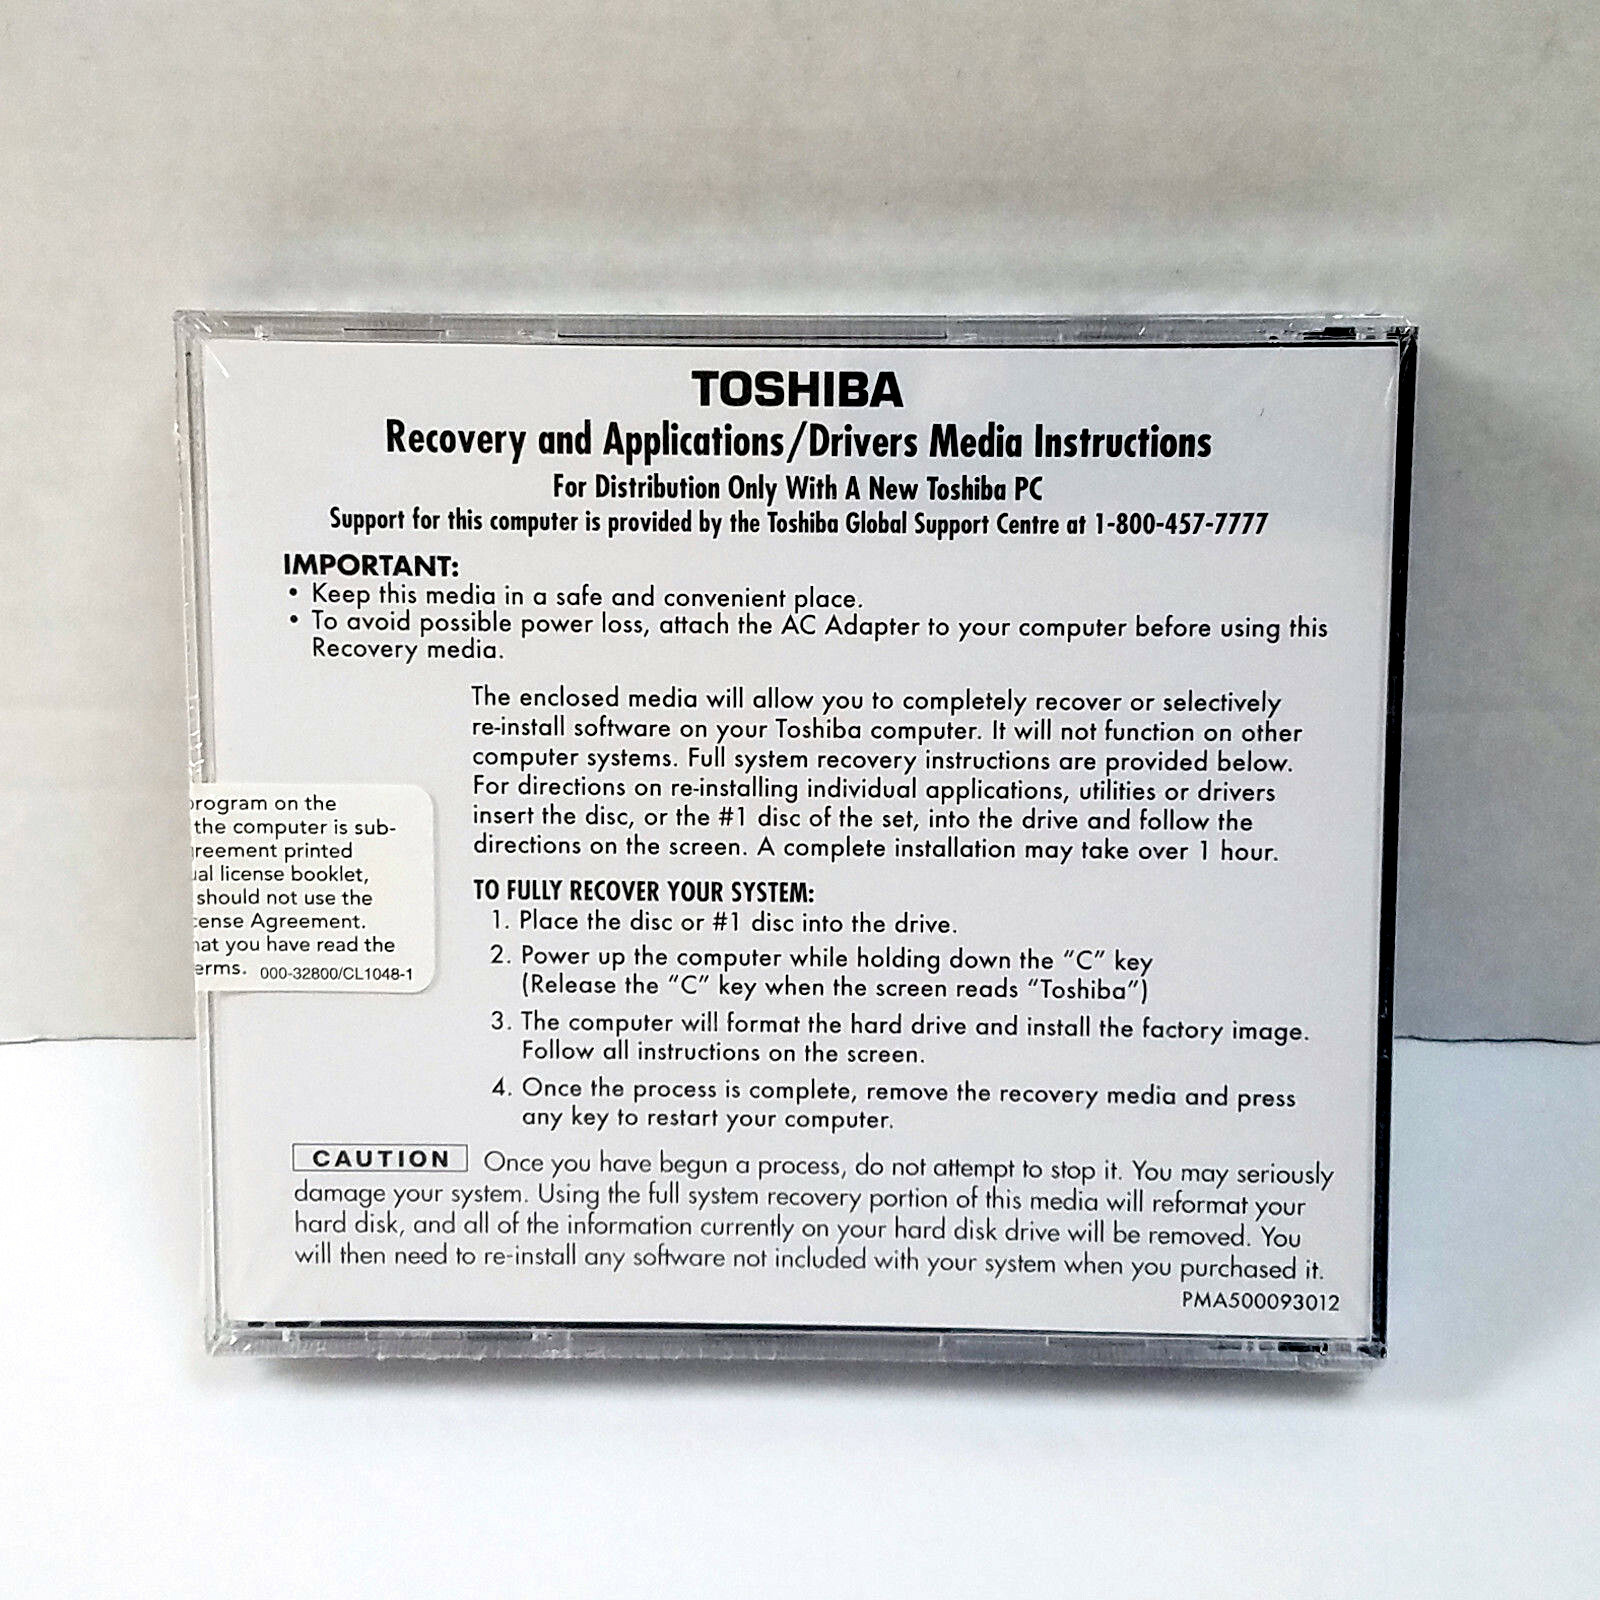 TOSHIBA
Recovery and Applications/Drivers Media Instructions
For Distribution Only With A New Toshiba PC
Support for this computer is provided by the Toshiba Global Support Centre at 1-800-457-7777
IMPORTANT:
• Keep this media in a safe and convenient place.
• To avoid possible power loss, attach the AC Adapter to your computer before using this
Recovery media.
The enclosed media will allow you to completely recover or selectively
re-install software on your Toshiba computer. It will not function on other
computer systems. Full system recovery instructions are provided below.
For directions on re-installing individual applications, utilities or drivers
insert the disc, or the #1 disc of the set, into the drive and follow the
directions on the screen. A complete installation may take over 1 hour.
TO FULLY RECOVER YOUR SYSTEM:
1. Place the disc or #1 disc into the drive.
2. Power up the computer while holding down the "C" key
(Release the "C" key when the screen reads "Toshiba")
3. The computer will format the hard drive and install the factory image.
Follow all instructions on the screen.
4. Once the process is complete, remove the recovery media and press
any key to restart your computer.
CAUTION Once you have begun a process, do not attempt to stop it. You may seriously
damage your system. Using the full system recovery portion of this media will reformat your
hard disk, and all of the information currently on your hard disk drive will be removed. You
will then need to re-install any software not included with your system when you purchased it.
PMA500093012
program on the
the computer is sub-
reement printed
ual license booklet,
should not use the
cense Agreement.
hat you have read the
erms. 000-32800/CL1048-1